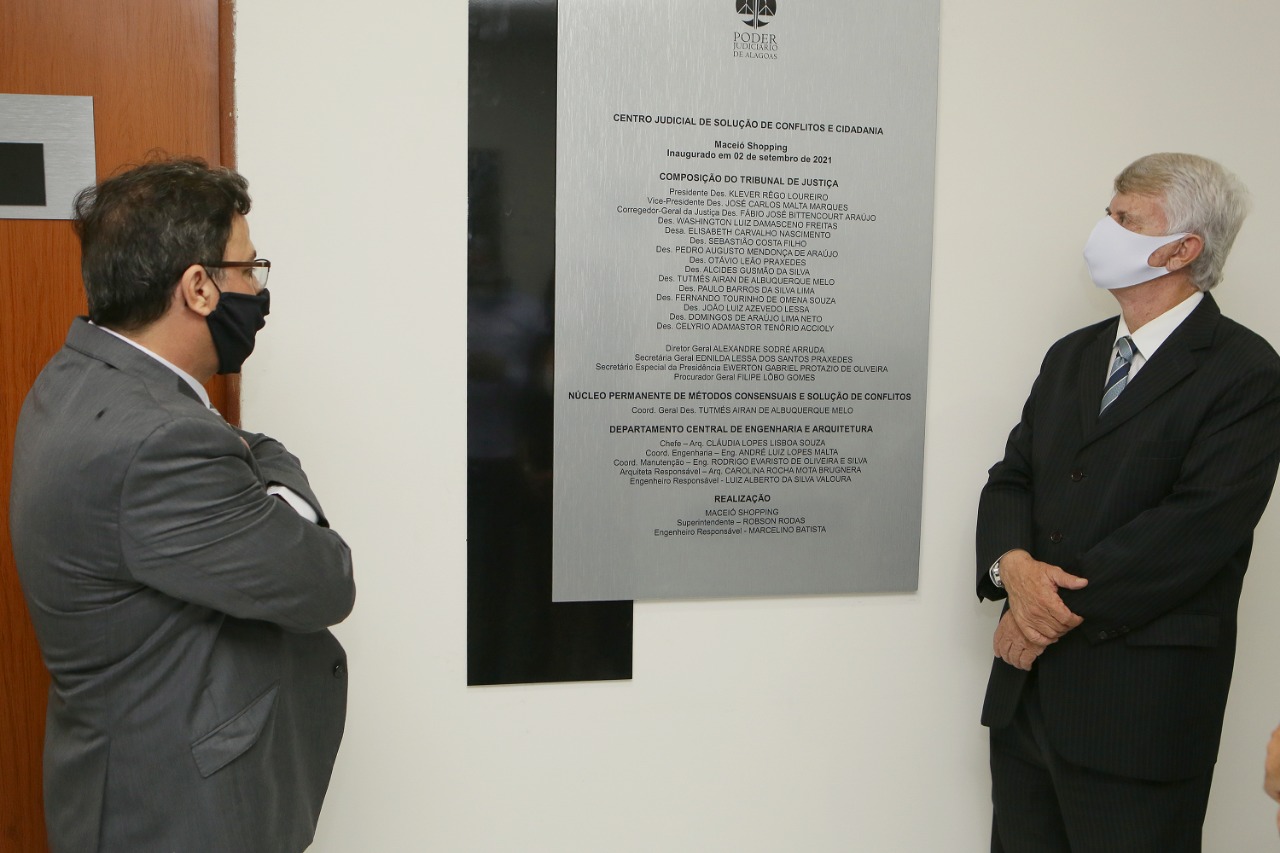 PODER
JUDICIÁRIO
DE ALAGOAS
CENTRO JUDICIAL DE SOLUÇÃO DE CONFLITOS E CIDADANIA
Maceió Shopping
Inaugurado em 02 de setembro de 2021
COMPOSIÇÃO DO TRIBUNAL DE JUSTIÇA
Presidente Des. KLEVER RÊGO LOUREIRO
Vice-Presidente Des. JOSÉ CARLOS MALTA MARQUES
Corregedor-Geral da Justiça Des. FÁBIO JOSÉ BITTENCOURT ARAÚJO
Des. WASHINGTON LUIZ DAMASCENO FREITAS
Desa. ELISABETH CARVALHO NASCIMENTO
Des. SEBASTIÃO COSTA FILHO
Des. PEDRO AUGUSTO MENDONÇA DE ARAÚJO
Des. OTÁVIO LEÃO PRAXEDES
Des. ALCIDES GUSMÃO DA SILVA
Des. TUTMÉS AIRAN DE ALBUQUERQUE MELO
Des. PAULO BARROS DA SILVA LIMA
Des. FERNANDO TOURINHO DE OMENA SOUZA
Des. JOÃO LUIZ AZEVEDO LESSA
Des. DOMINGOS DE ARAÚJO LIMA NETO
Des. CELYRIO ADAMASTOR TENÓRIO ACCIOLY
Diretor Geral ALEXANDRE SODRÉ ARRUDA
Secretária Geral EDNILDA LESSA DOS SANTOS PRAXEDES
Secretário Especial da Presidência EWERTON GABRIEL PROTAZIO DE OLIVEIRA
Procurador Geral FILIPE LÔBO GOMES
NÚCLEO PERMANENTE DE MÉTODOS CONSENSUAIS E SOLUÇÃO DE CONFLITOS
Coord. Geral Des. TUTMÉS AIRAN DE ALBUQUERQUE MELO
DEPARTAMENTO CENTRAL DE ENGENHARIA E ARQUITETURA
Chefe – Arq. CLÁUDIA LOPES LISBOA SOUZA
Coord. Engenharia – Eng. ANDRÉ LUIZ LOPES MALTA
Coord. Manutenção – Eng. RODRIGO EVARISTO DE OLIVEIRA E SILVA
Arquiteta Responsável – Arq. CAROLINA ROCHA MOTA BRUGNERA
Engenheiro Responsável - LUIZ ALBERTO DA SILVA VALOURA
REALIZAÇÃO
MACEIÓ SHOPPING
Superintendente – ROBSON RODAS
Engenheiro Responsável - MARCELINO BATISTA